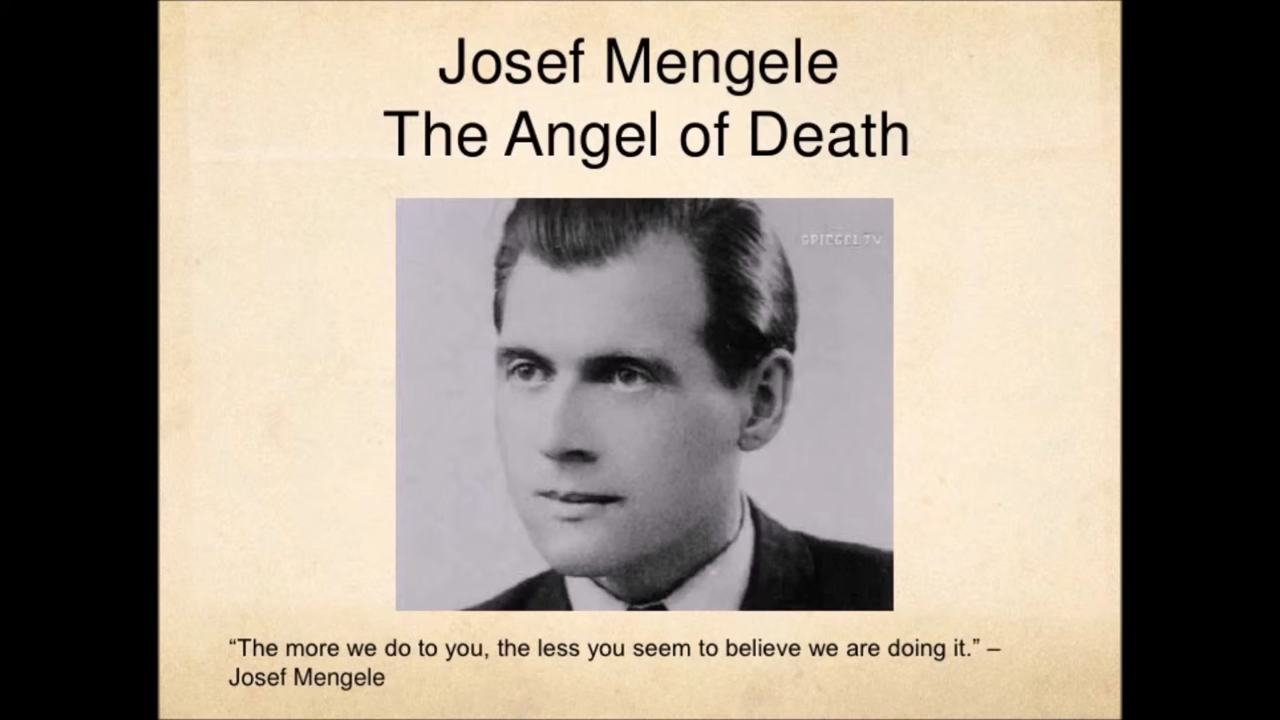 Josef Mengele
The Angel of Death
SPIEGEL TV
“The more we do to you, the less you seem to believe we are doing it.” –
Josef Mengele